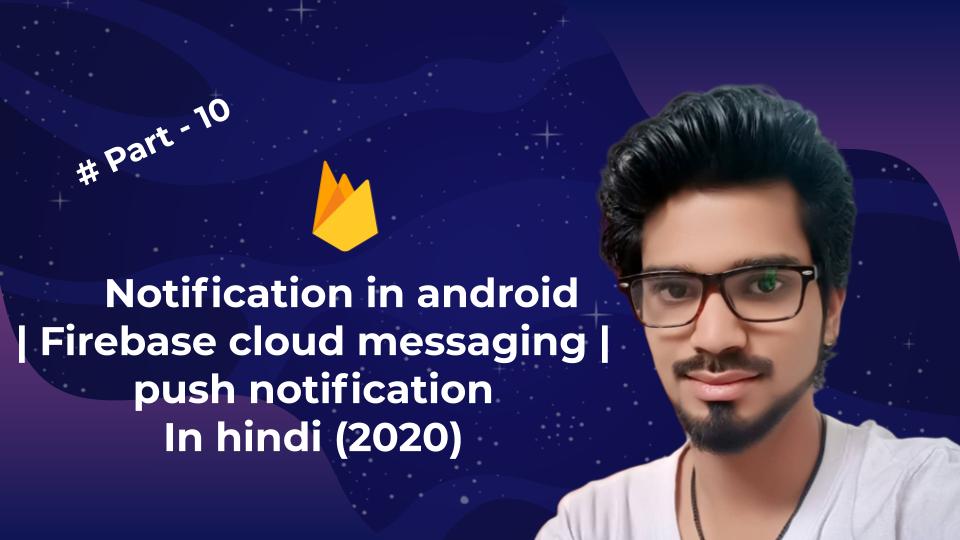 # Part - 10
Notification in android
| Firebase cloud messaging |
push notification
In hindi (2020)